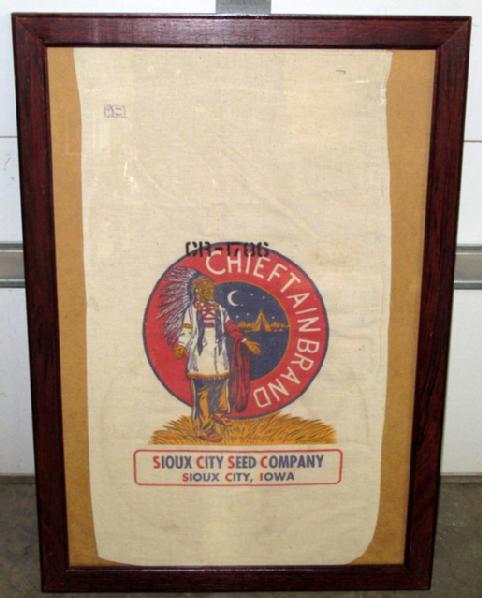 CR-1786
CHIEFTAIN BRAND
SIOUX CITY SEED COMPANY
SIOUX CITY, IOWA